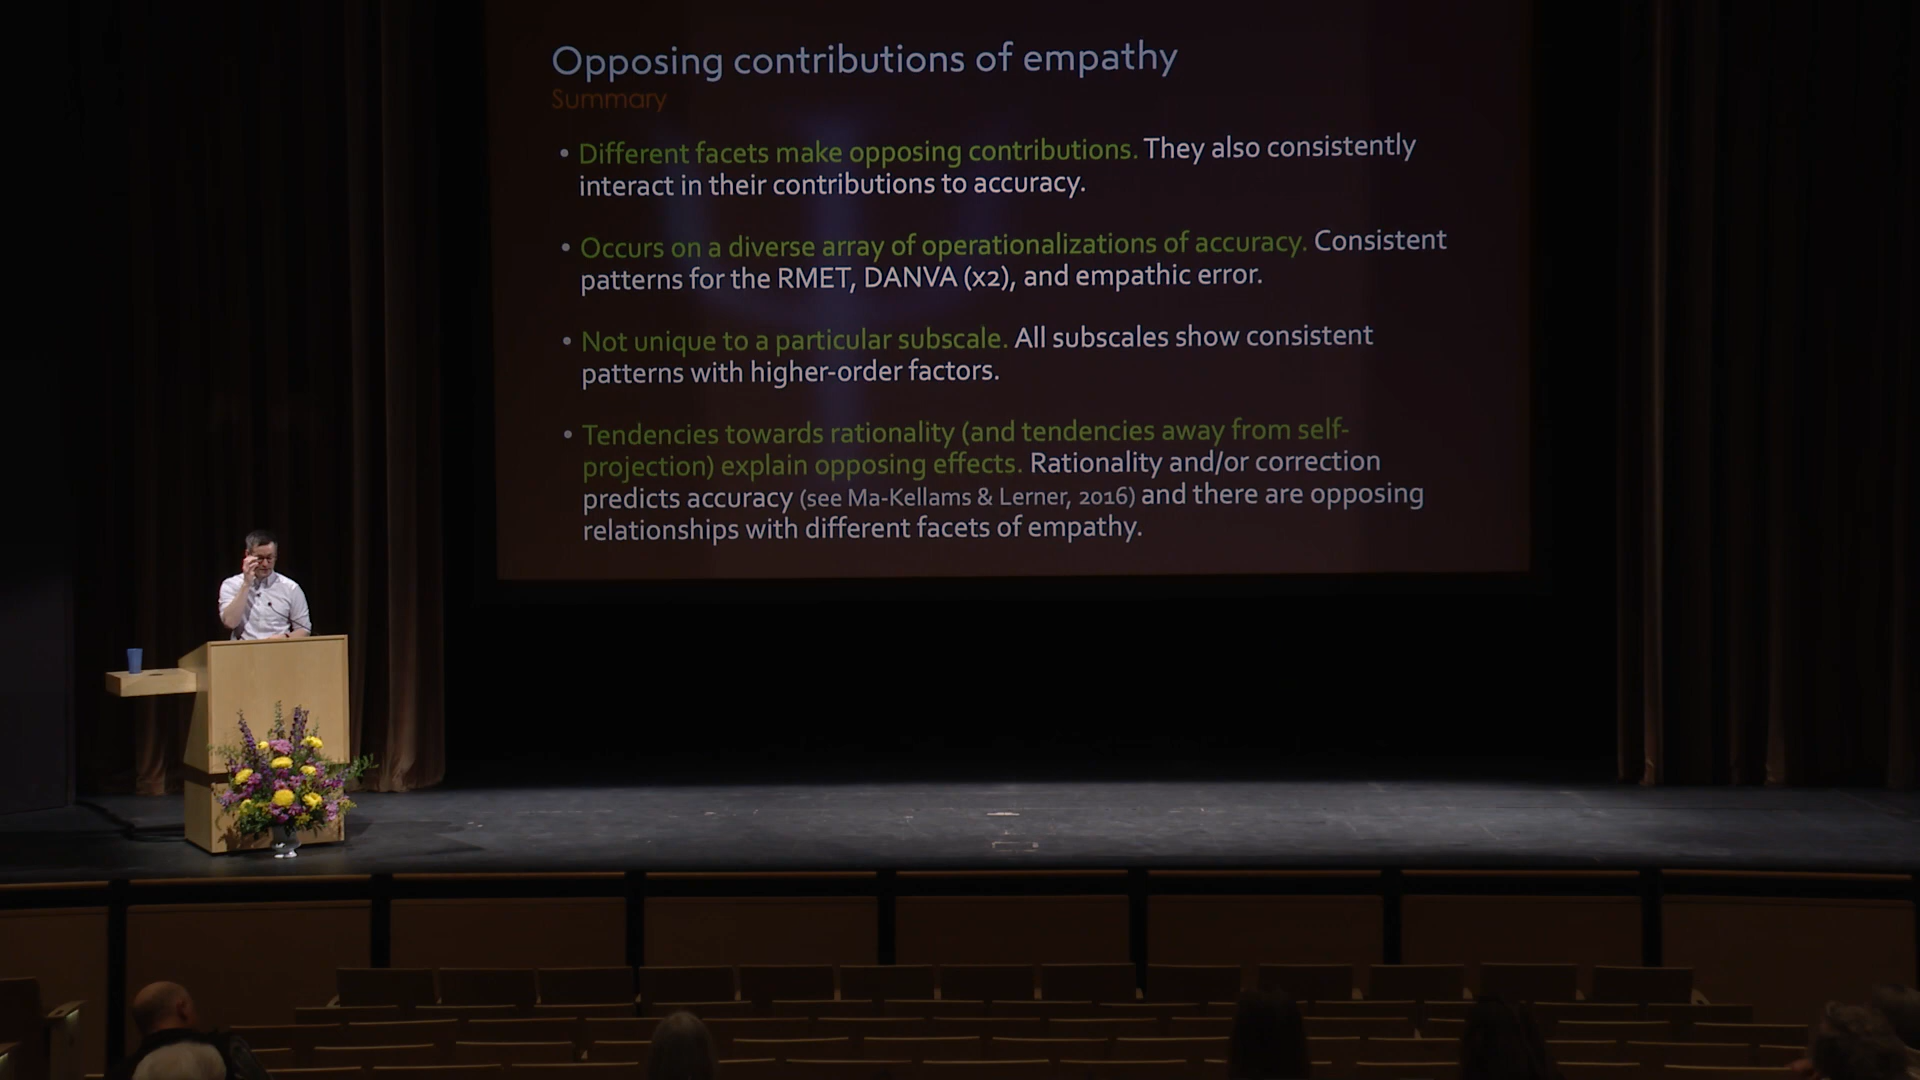 Opposing contributions of empathy
Summary
• Different facets make opposing contributions. They also consistently
interact in their contributions to accuracy.
• Occurs on a diverse array of operationalizations of accuracy. Consistent
patterns for the RMET, DANVA (x2), and empathic error.
• Not unique to a particular subscale. All subscales show consistent
patterns with higher-order factors.
• Tendencies towards rationality (and tendencies away from self-
projection) explain opposing effects. Rationality and/or correction
predicts accuracy (see Ma-Kellams & Lerner, 2016) and there are opposing
relationships with different facets of empathy.